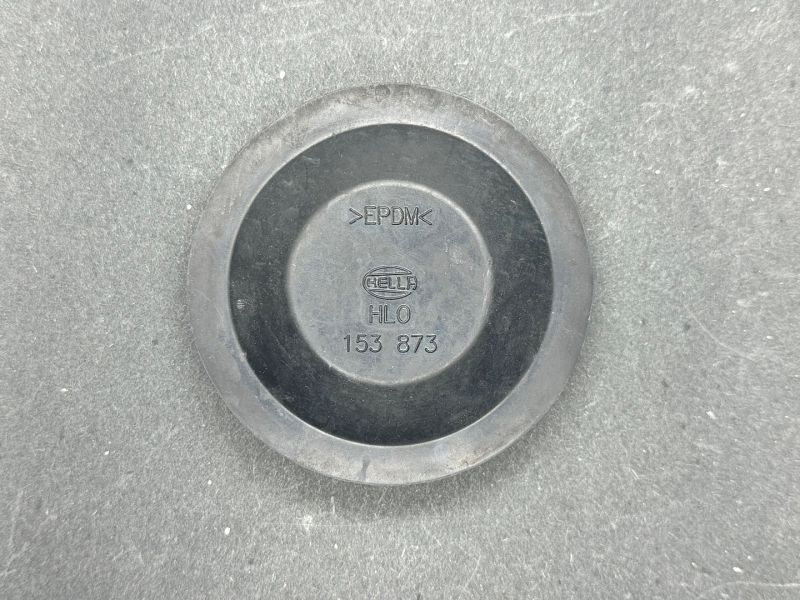 >EPDM<
HELLA
HLO
153 873